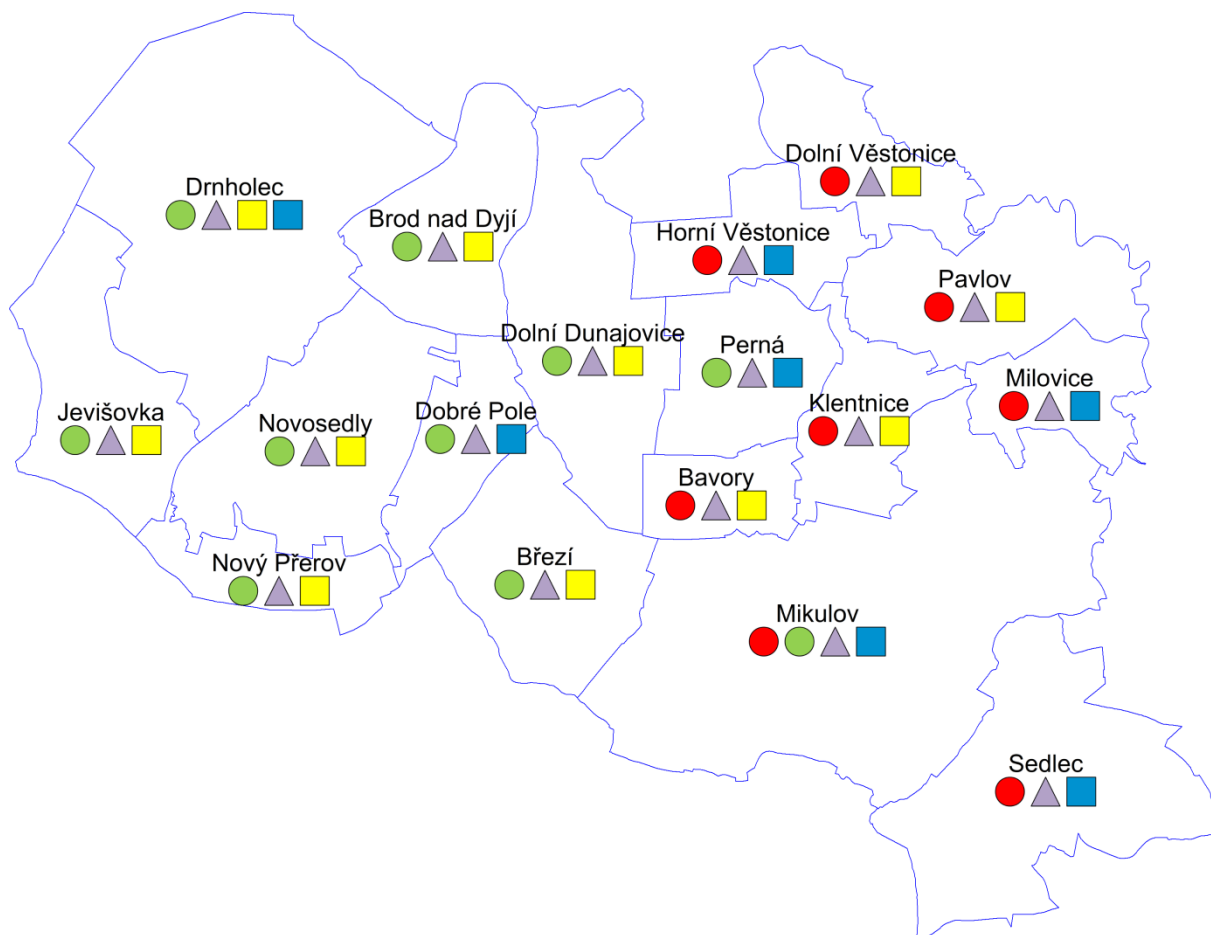 Dolní Věstonice
Drnholec
Brod nad Dyjí
Horní Věstonice
Pavlov
Dolní Dunajovice
Perná
Milovice
Jevišovka
Novosedly
Dobré Pole
Klentnice
Bavory
Nový Přerov
Březí
Mikulov
Sedlec